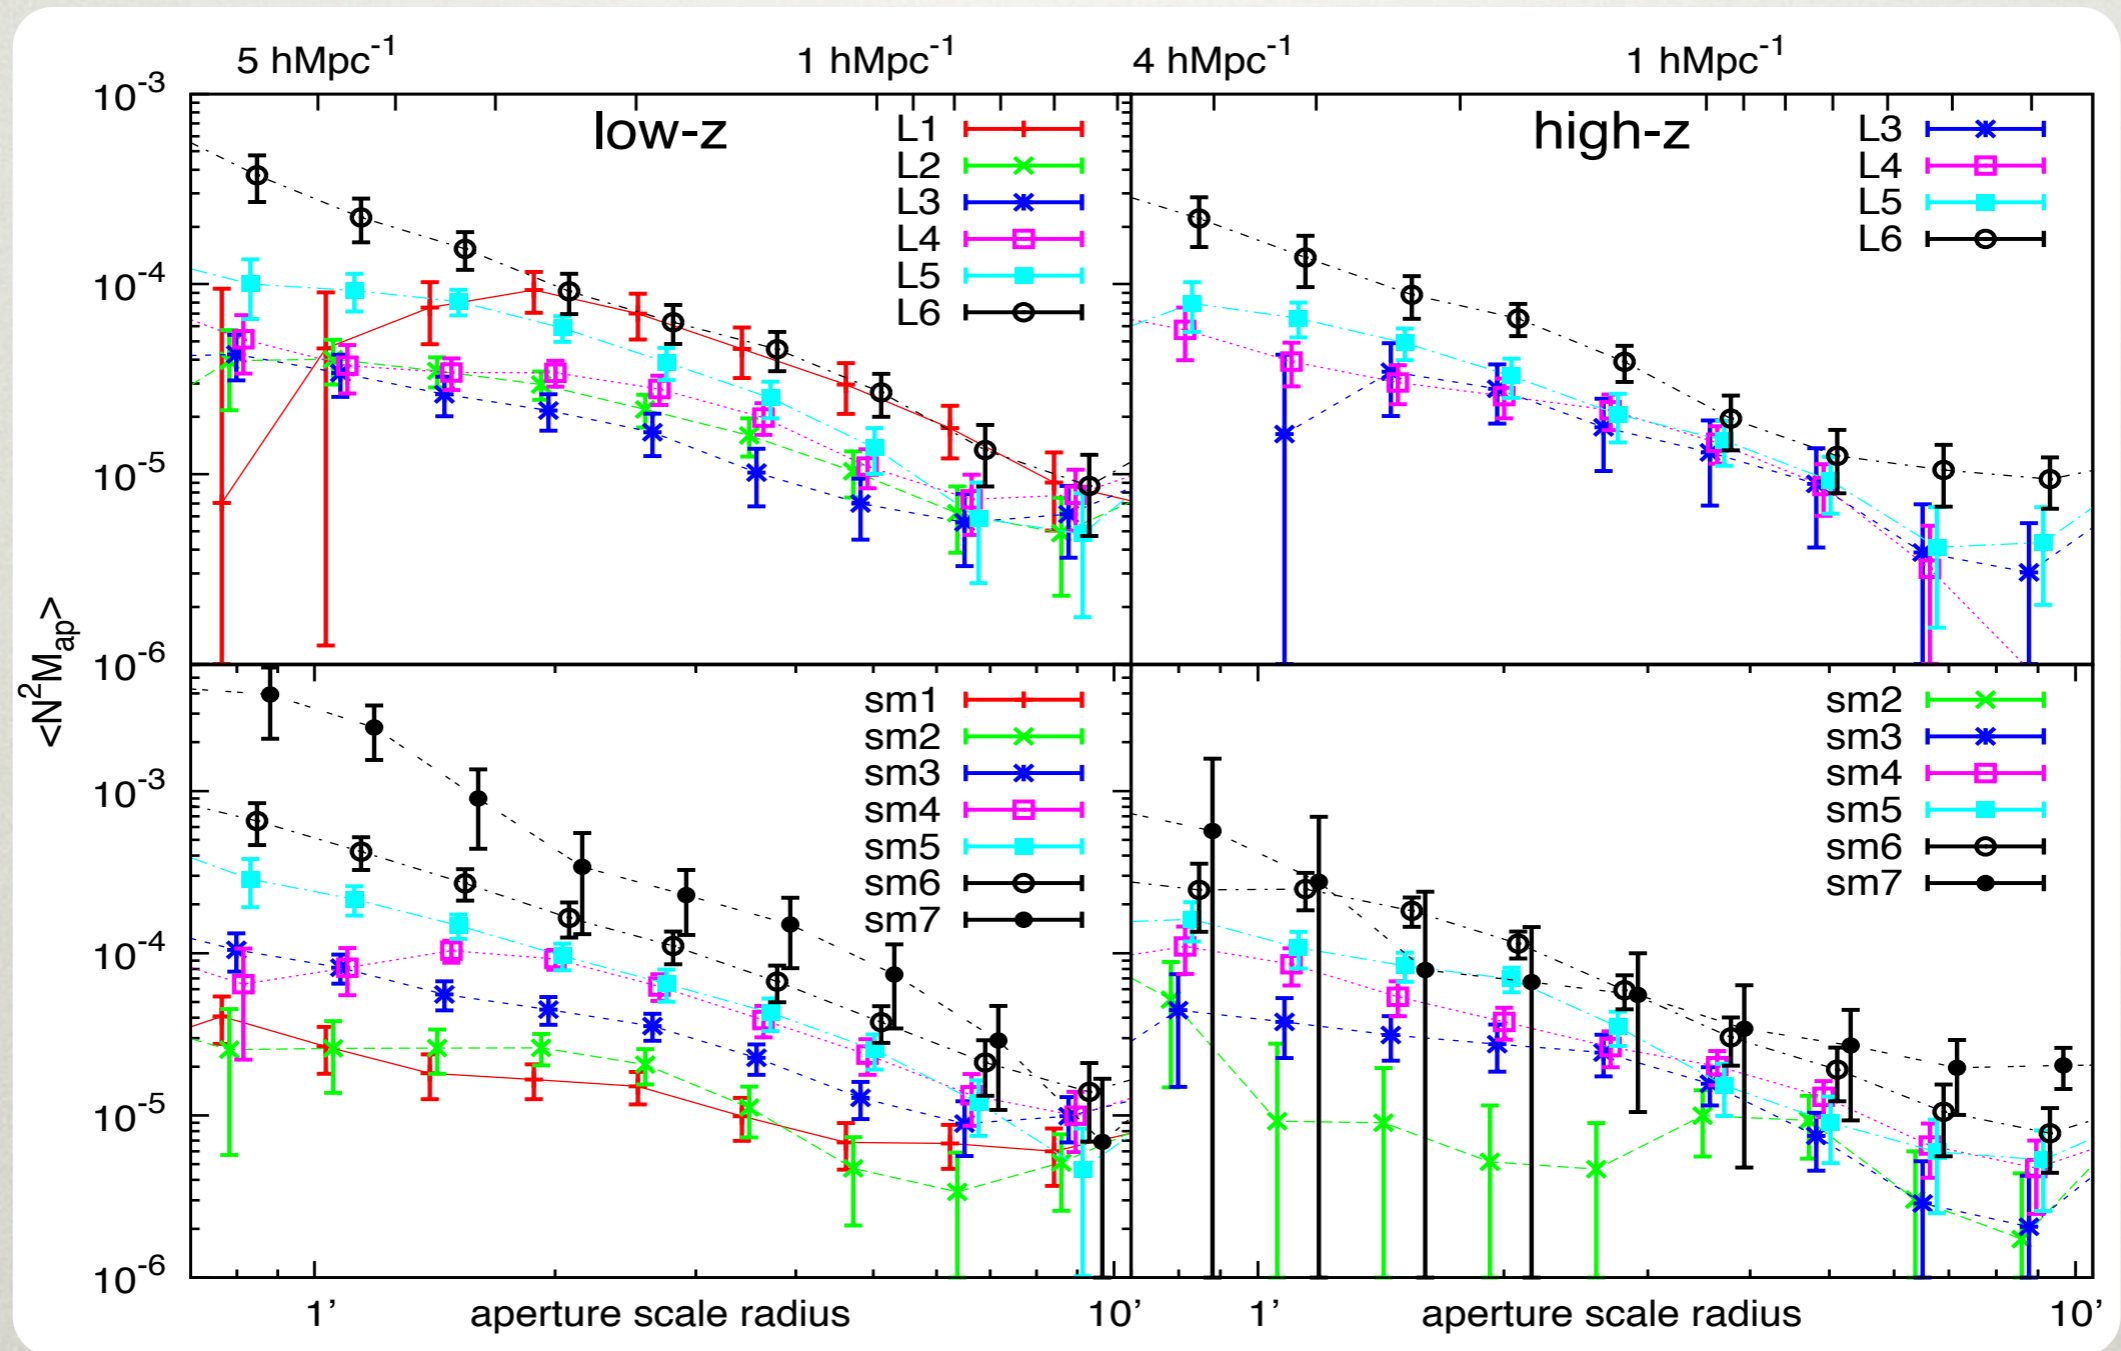 5 hMpc⁻¹ 1 hMpc⁻¹ 4 hMpc⁻¹ 1 hMpc⁻¹
low-z
high-z
10⁻³
10⁻⁴
10⁻⁵
10⁻⁶
L1
L2
L3
L4
L5
L6
L3
L4
L5
L6
<N²M_ap>
10⁻³
10⁻⁴
10⁻⁵
10⁻⁶
sm1
sm2
sm3
sm4
sm5
sm6
sm7
sm2
sm3
sm4
sm5
sm6
sm7
1’ aperture scale radius 10’ 1’ aperture scale radius 10’